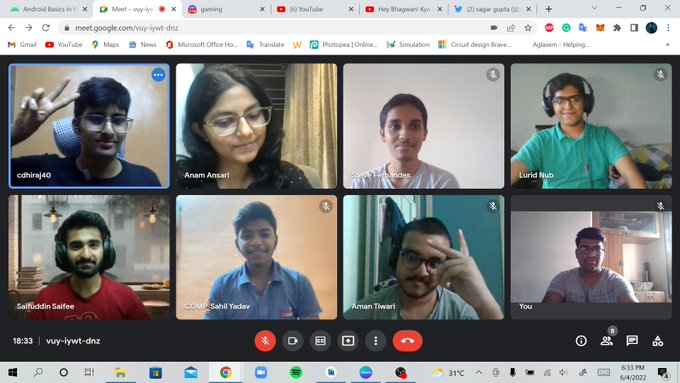 Android Basics in K
Meet – vuy-iyw
gaming
(6) YouTube
Hey Bhagwan! Kya
(2) sagar gupta (@
meet.google.com/vuy-iywt-dnz
Gmail
YouTube
Maps
News
Microsoft Office Ho...
Translate
W
Photopea | Online...
Simulation
Circuit design Brave...
Aglasem - Helping...
cdhiraj40
Anam Ansari
Steve Fernandes
Lurid Nub
Saifuddin Saifee
COMP_Sahil Yadav
Aman Tiwari
You
18:33 | vuy-iywt-dnz
8
31°C
6:33 PM
6/4/2022
4